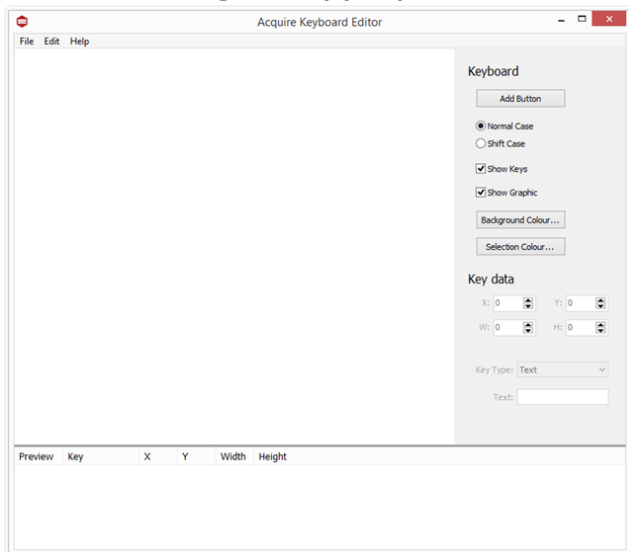 Acquire Keyboard Editor
File Edit Help
Keyboard
Add Button
Normal Case
Shift Case
Show Keys
Show Graphic
Background Colour...
Selection Colour...
Key data
X: 0 Y: 0
W: 0 H: 0
Key Type: Text
Text:
Preview Key X Y Width Height